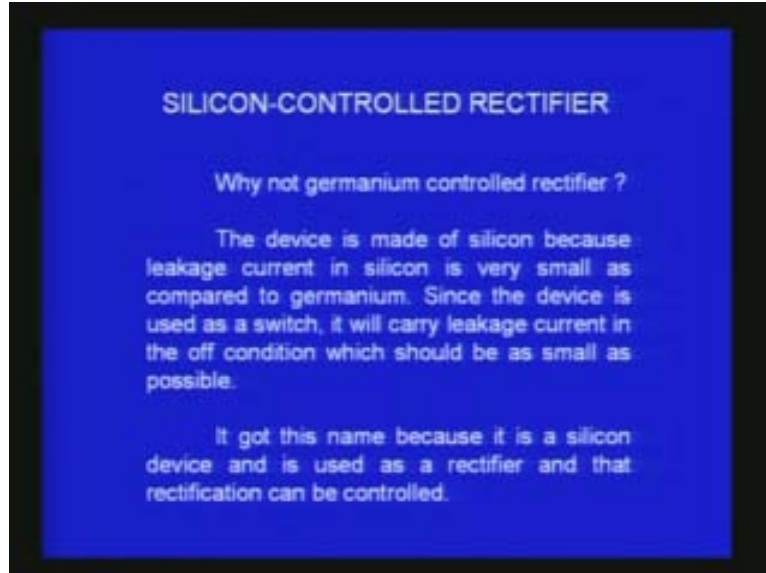 SILICON-CONTROLLED RECTIFIER
Why not germanium controlled rectifier ?
The device is made of silicon because
leakage current in silicon is very small as
compared to germanium. Since the device is
used as a switch, it will carry leakage current in
the off condition which should be as small as
possible.
It got this name because it is a silicon
device and is used as a rectifier and that
rectification can be controlled.